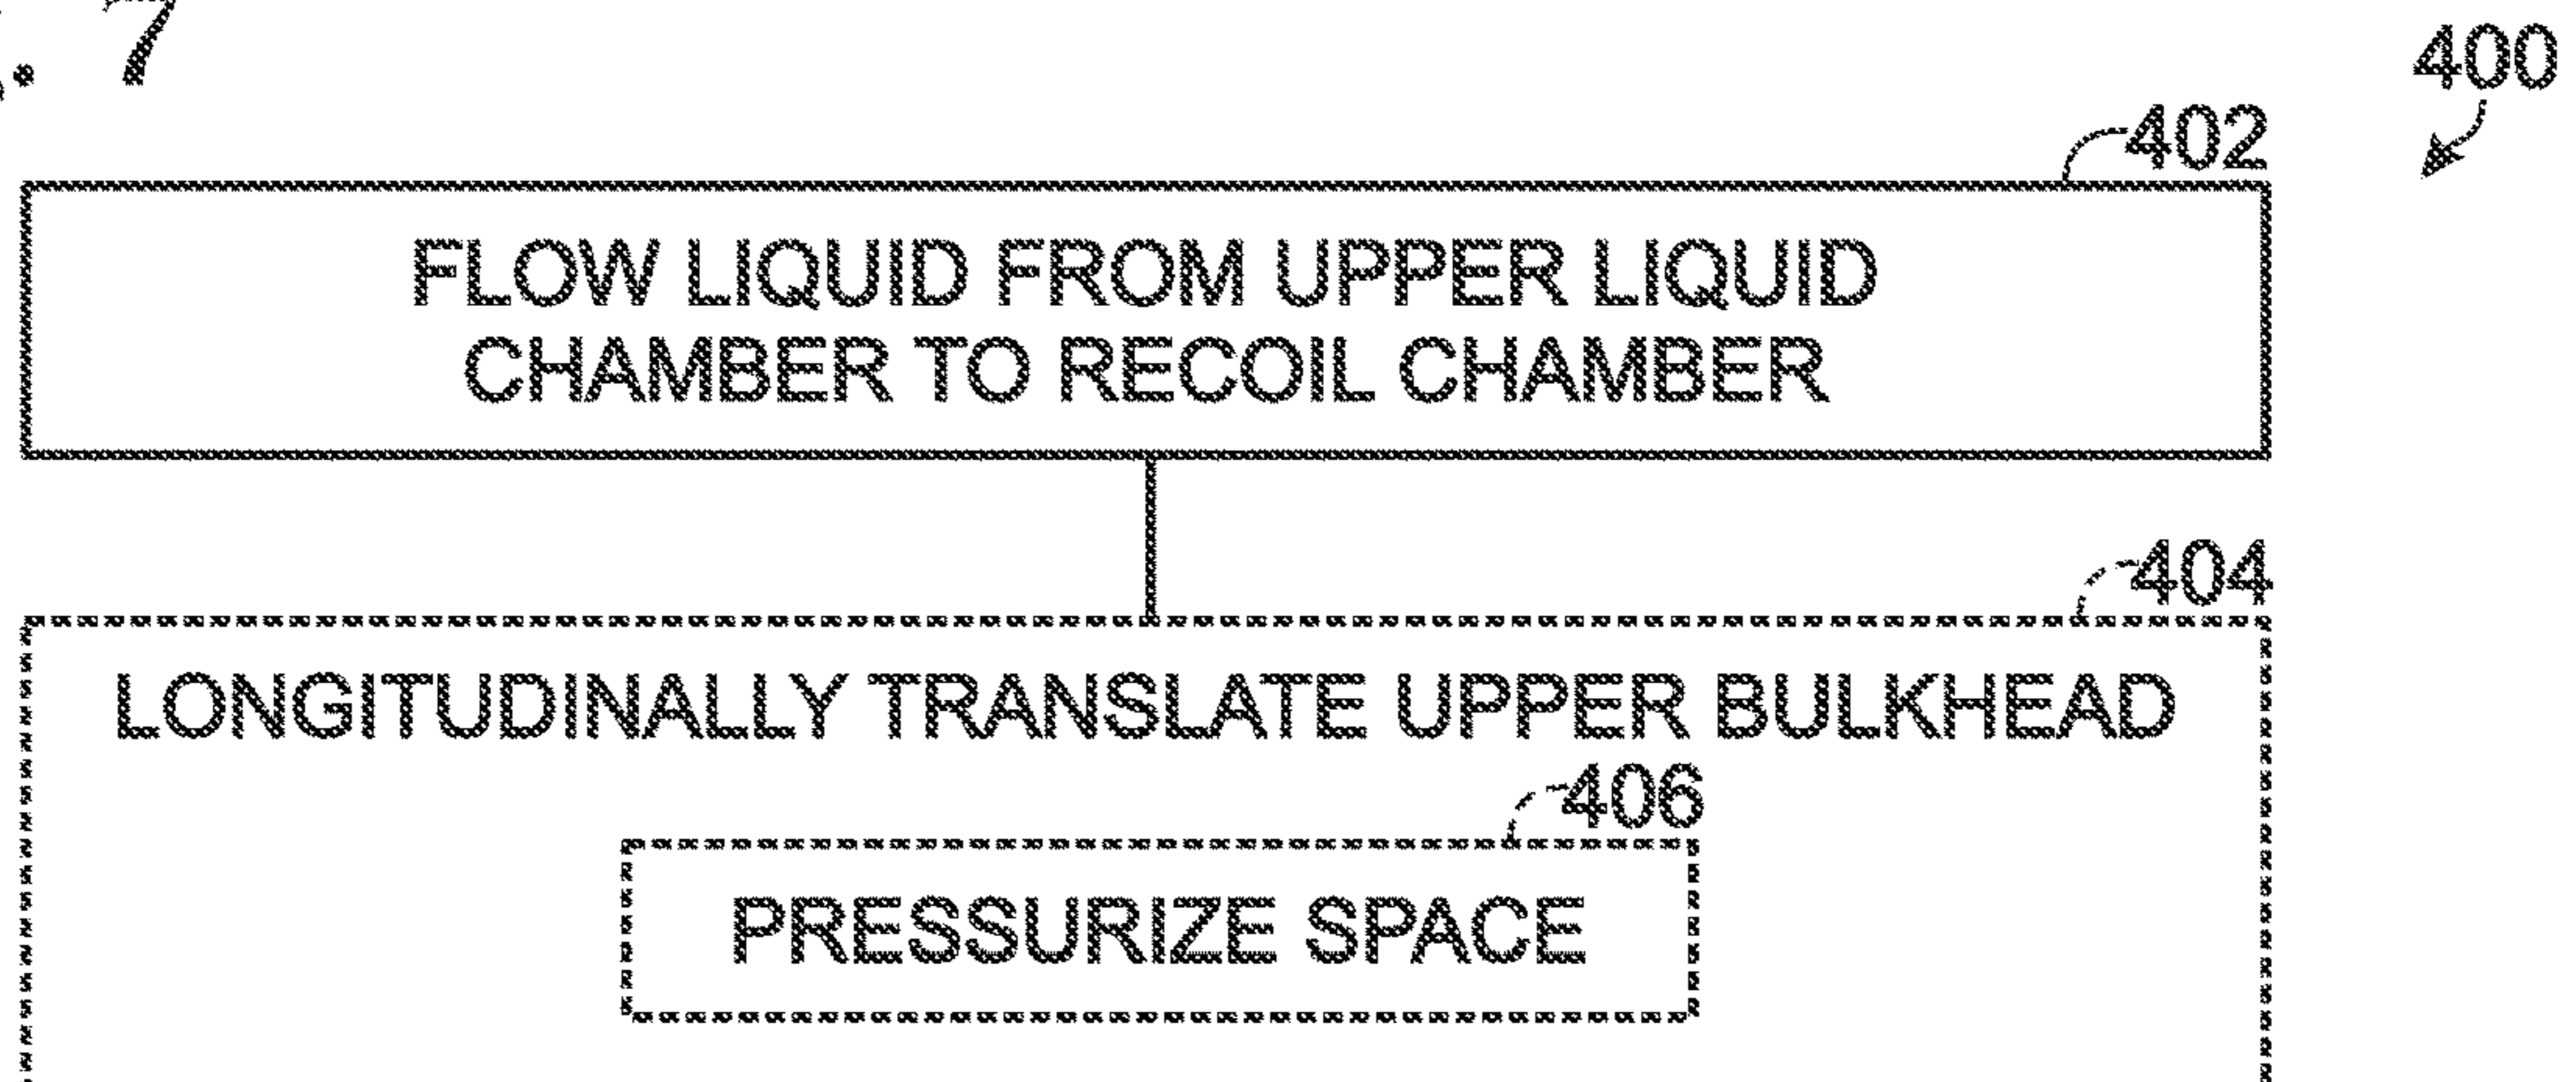 . 7
400
402
FLOW LIQUID FROM UPPER LIQUID
CHAMBER TO RECOIL CHAMBER
404
LONGITUDINALLY TRANSLATE UPPER BULKHEAD
406
PRESSURIZE SPACE